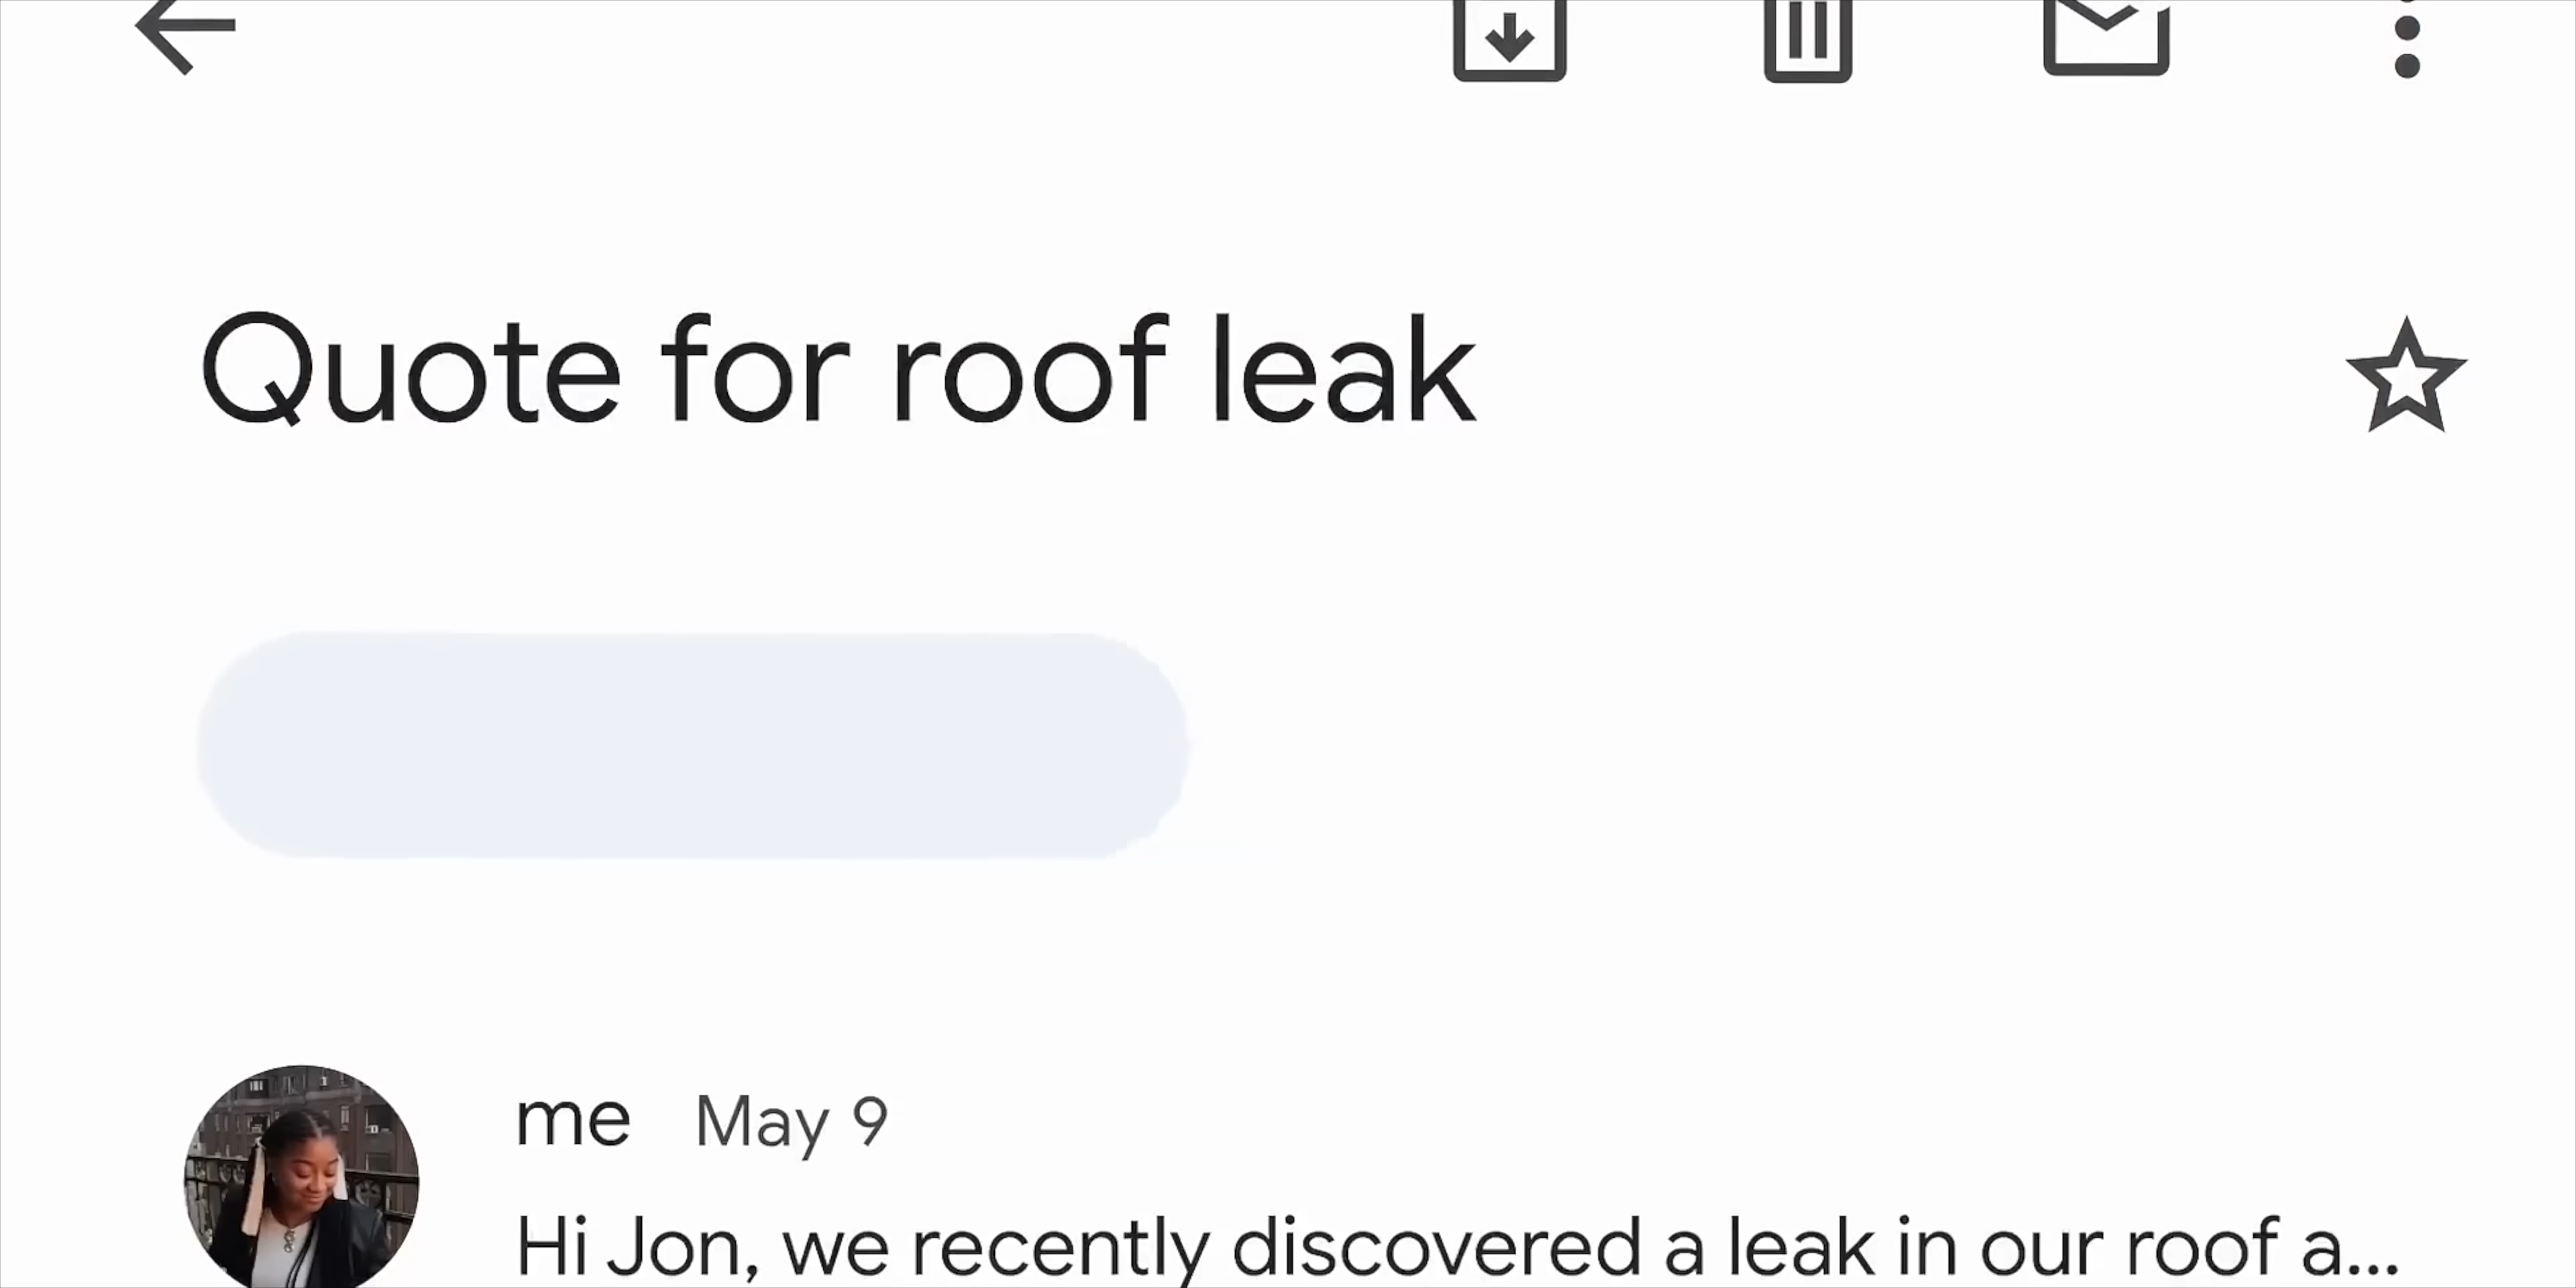 Quote for roof leak
me May 9
Hi Jon, we recently discovered a leak in our roof a...